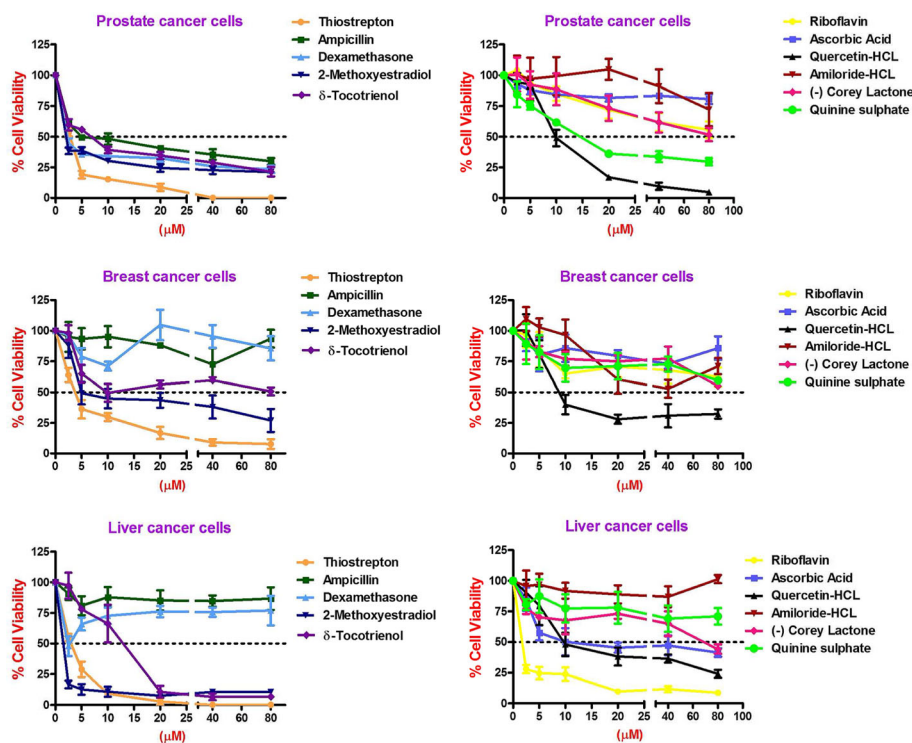 Prostate cancer cells
% Cell Viability
125
100
75
50
25
0
0 5 10 15 20 25 40 60 80
(µM)
Thiostrepton
Ampicillin
Dexamethasone
2-Methoxyestradiol
δ-Tocotrienol
Prostate cancer cells
% Cell Viability
125
100
75
50
25
0
0 5 10 15 20 25 40 60 80 100
(µM)
Riboflavin
Ascorbic Acid
Quercetin-HCL
Amiloride-HCL
(-) Corey Lactone
Quinine sulphate
Breast cancer cells
% Cell Viability
125
100
75
50
25
0
0 5 10 15 20 25 40 60 80
(µM)
Thiostrepton
Ampicillin
Dexamethasone
2-Methoxyestradiol
δ-Tocotrienol
Breast cancer cells
% Cell Viability
125
100
75
50
25
0
0 5 10 15 20 25 40 60 80 100
(µM)
Riboflavin
Ascorbic Acid
Quercetin-HCL
Amiloride-HCL
(-) Corey Lactone
Quinine sulphate
Liver cancer cells
% Cell Viability
125
100
75
50
25
0
0 5 10 15 20 25 40 60 80
(µM)
Thiostrepton
Ampicillin
Dexamethasone
2-Methoxyestradiol
δ-Tocotrienol
Liver cancer cells
% Cell Viability
125
100
75
50
25
0
0 5 10 15 20 25 40 60 80 100
(µM)
Riboflavin
Ascorbic Acid
Quercetin-HCL
Amiloride-HCL
(-) Corey Lactone
Quinine sulphate